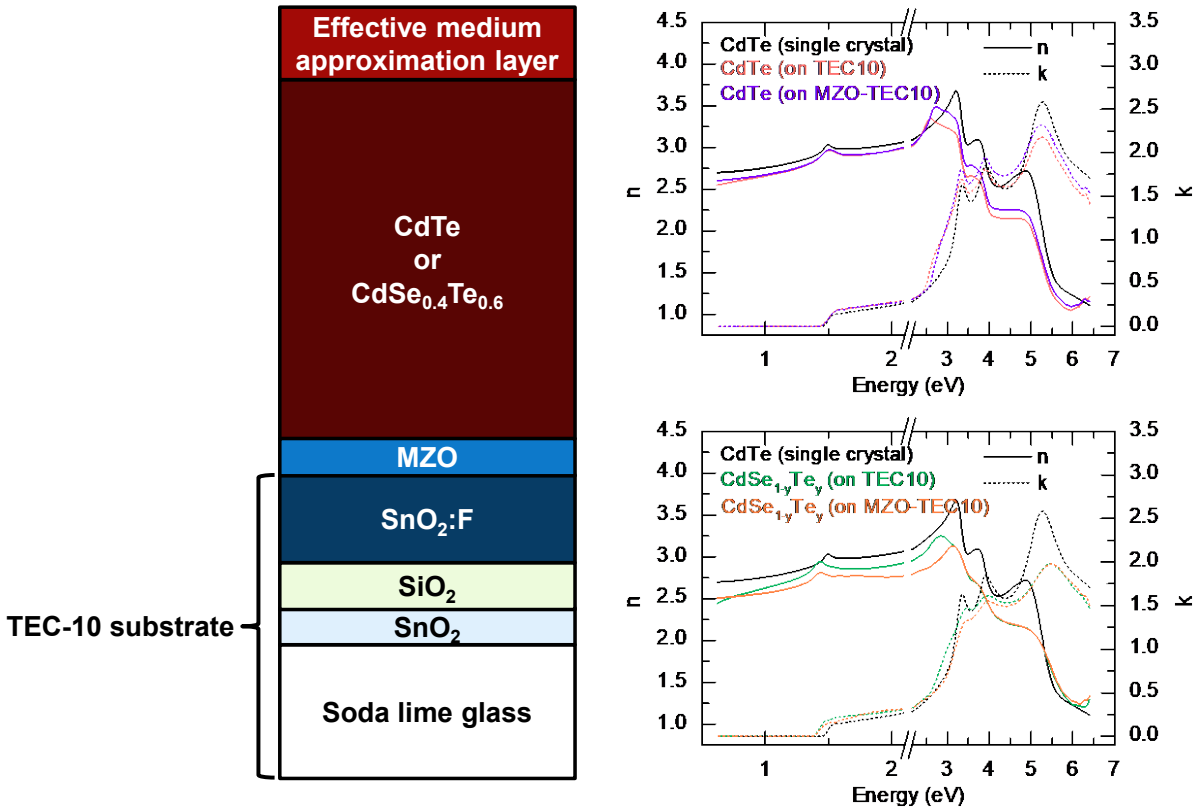 Effective medium
approximation layer
CdTe
or
CdSe0.4Te0.6
MZO
SnO2:F
SiO2
SnO2
Soda lime glass
TEC-10 substrate
CdTe (single crystal)
CdTe (on TEC10)
CdTe (on MZO-TEC10)
n
k
4.5
4.0
3.5
3.0
2.5
2.0
1.5
1.0
n
3.5
3.0
2.5
2.0
1.5
1.0
0.5
0.0
k
1 2 3 4 5 6 7
Energy (eV)
CdTe (single crystal)
CdSe1-yTey (on TEC10)
CdSe1-yTey (on MZO-TEC10)
n
k
4.5
4.0
3.5
3.0
2.5
2.0
1.5
1.0
n
3.5
3.0
2.5
2.0
1.5
1.0
0.5
0.0
k
1 2 3 4 5 6 7
Energy (eV)